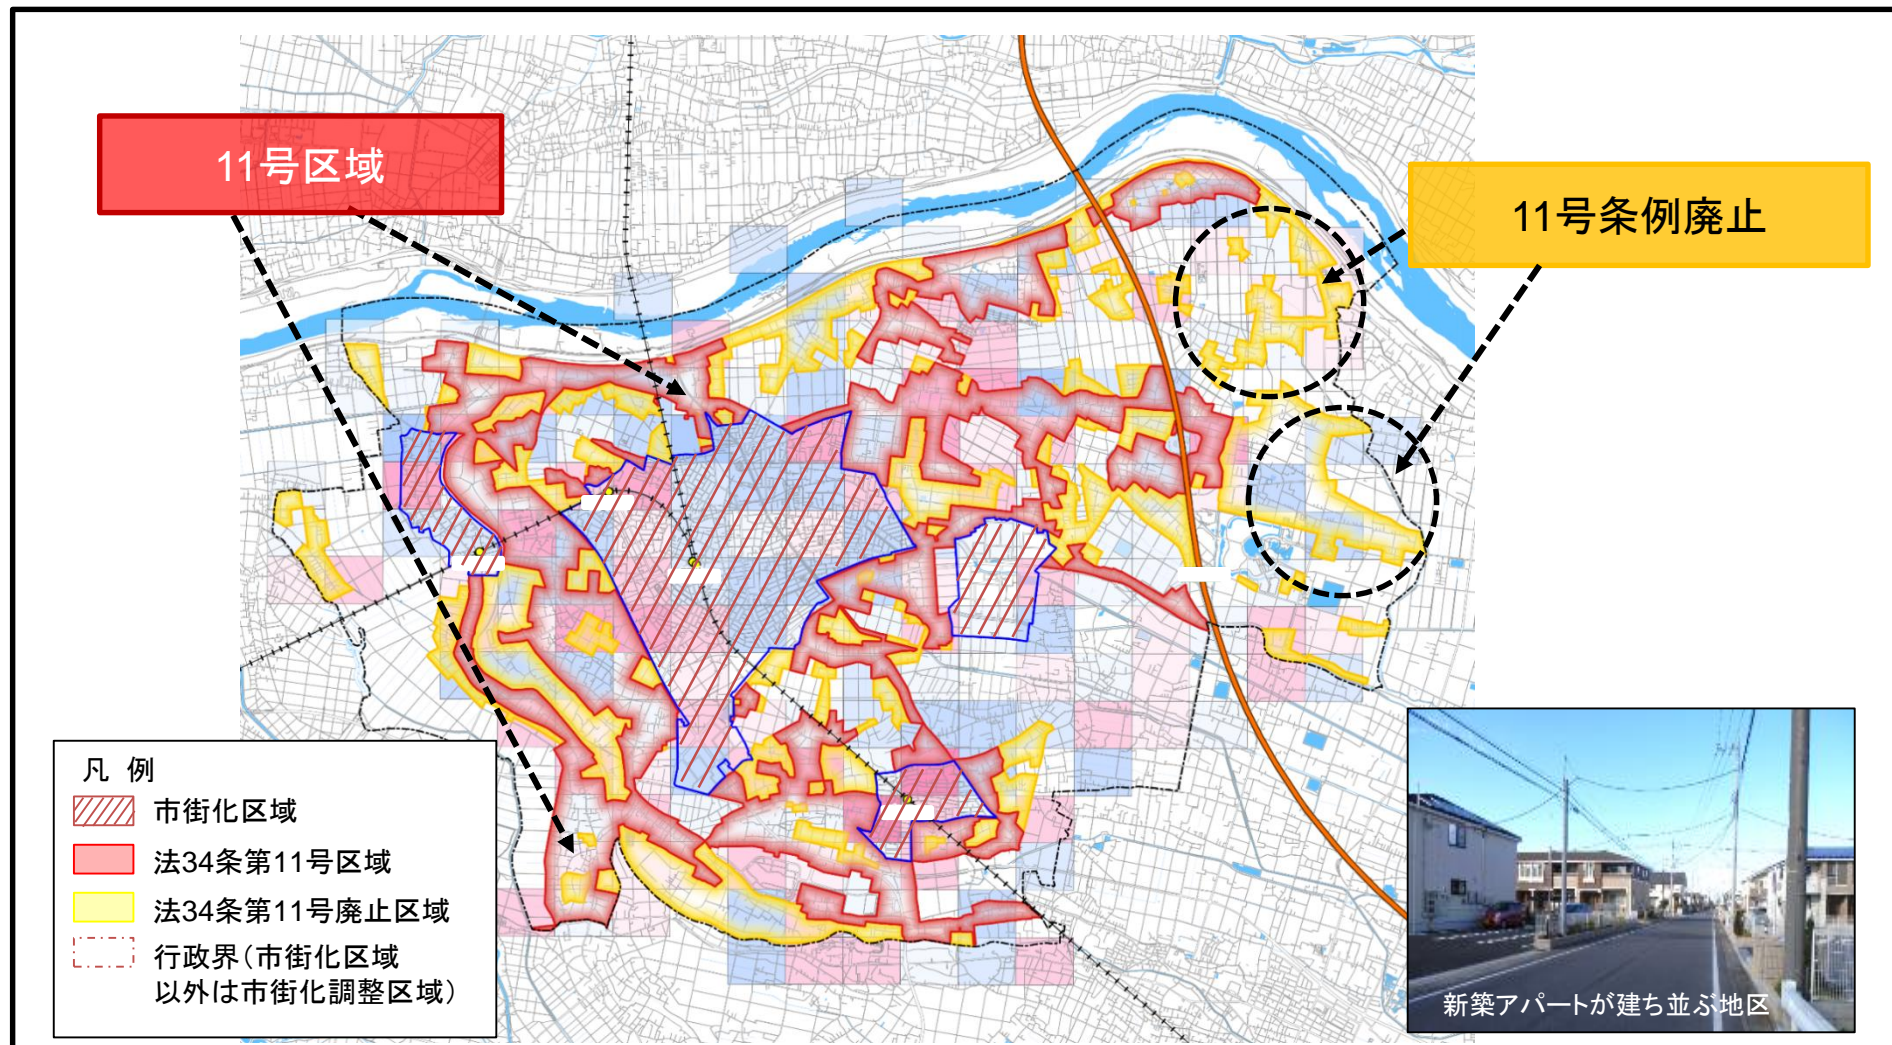 11号区域
11号条例廃止
凡 例
市街化区域
法34条第11号区域
法34条第11号廃止区域
行政界（市街化区域
以外は市街化調整区域）
新築アパートが建ち並ぶ地区